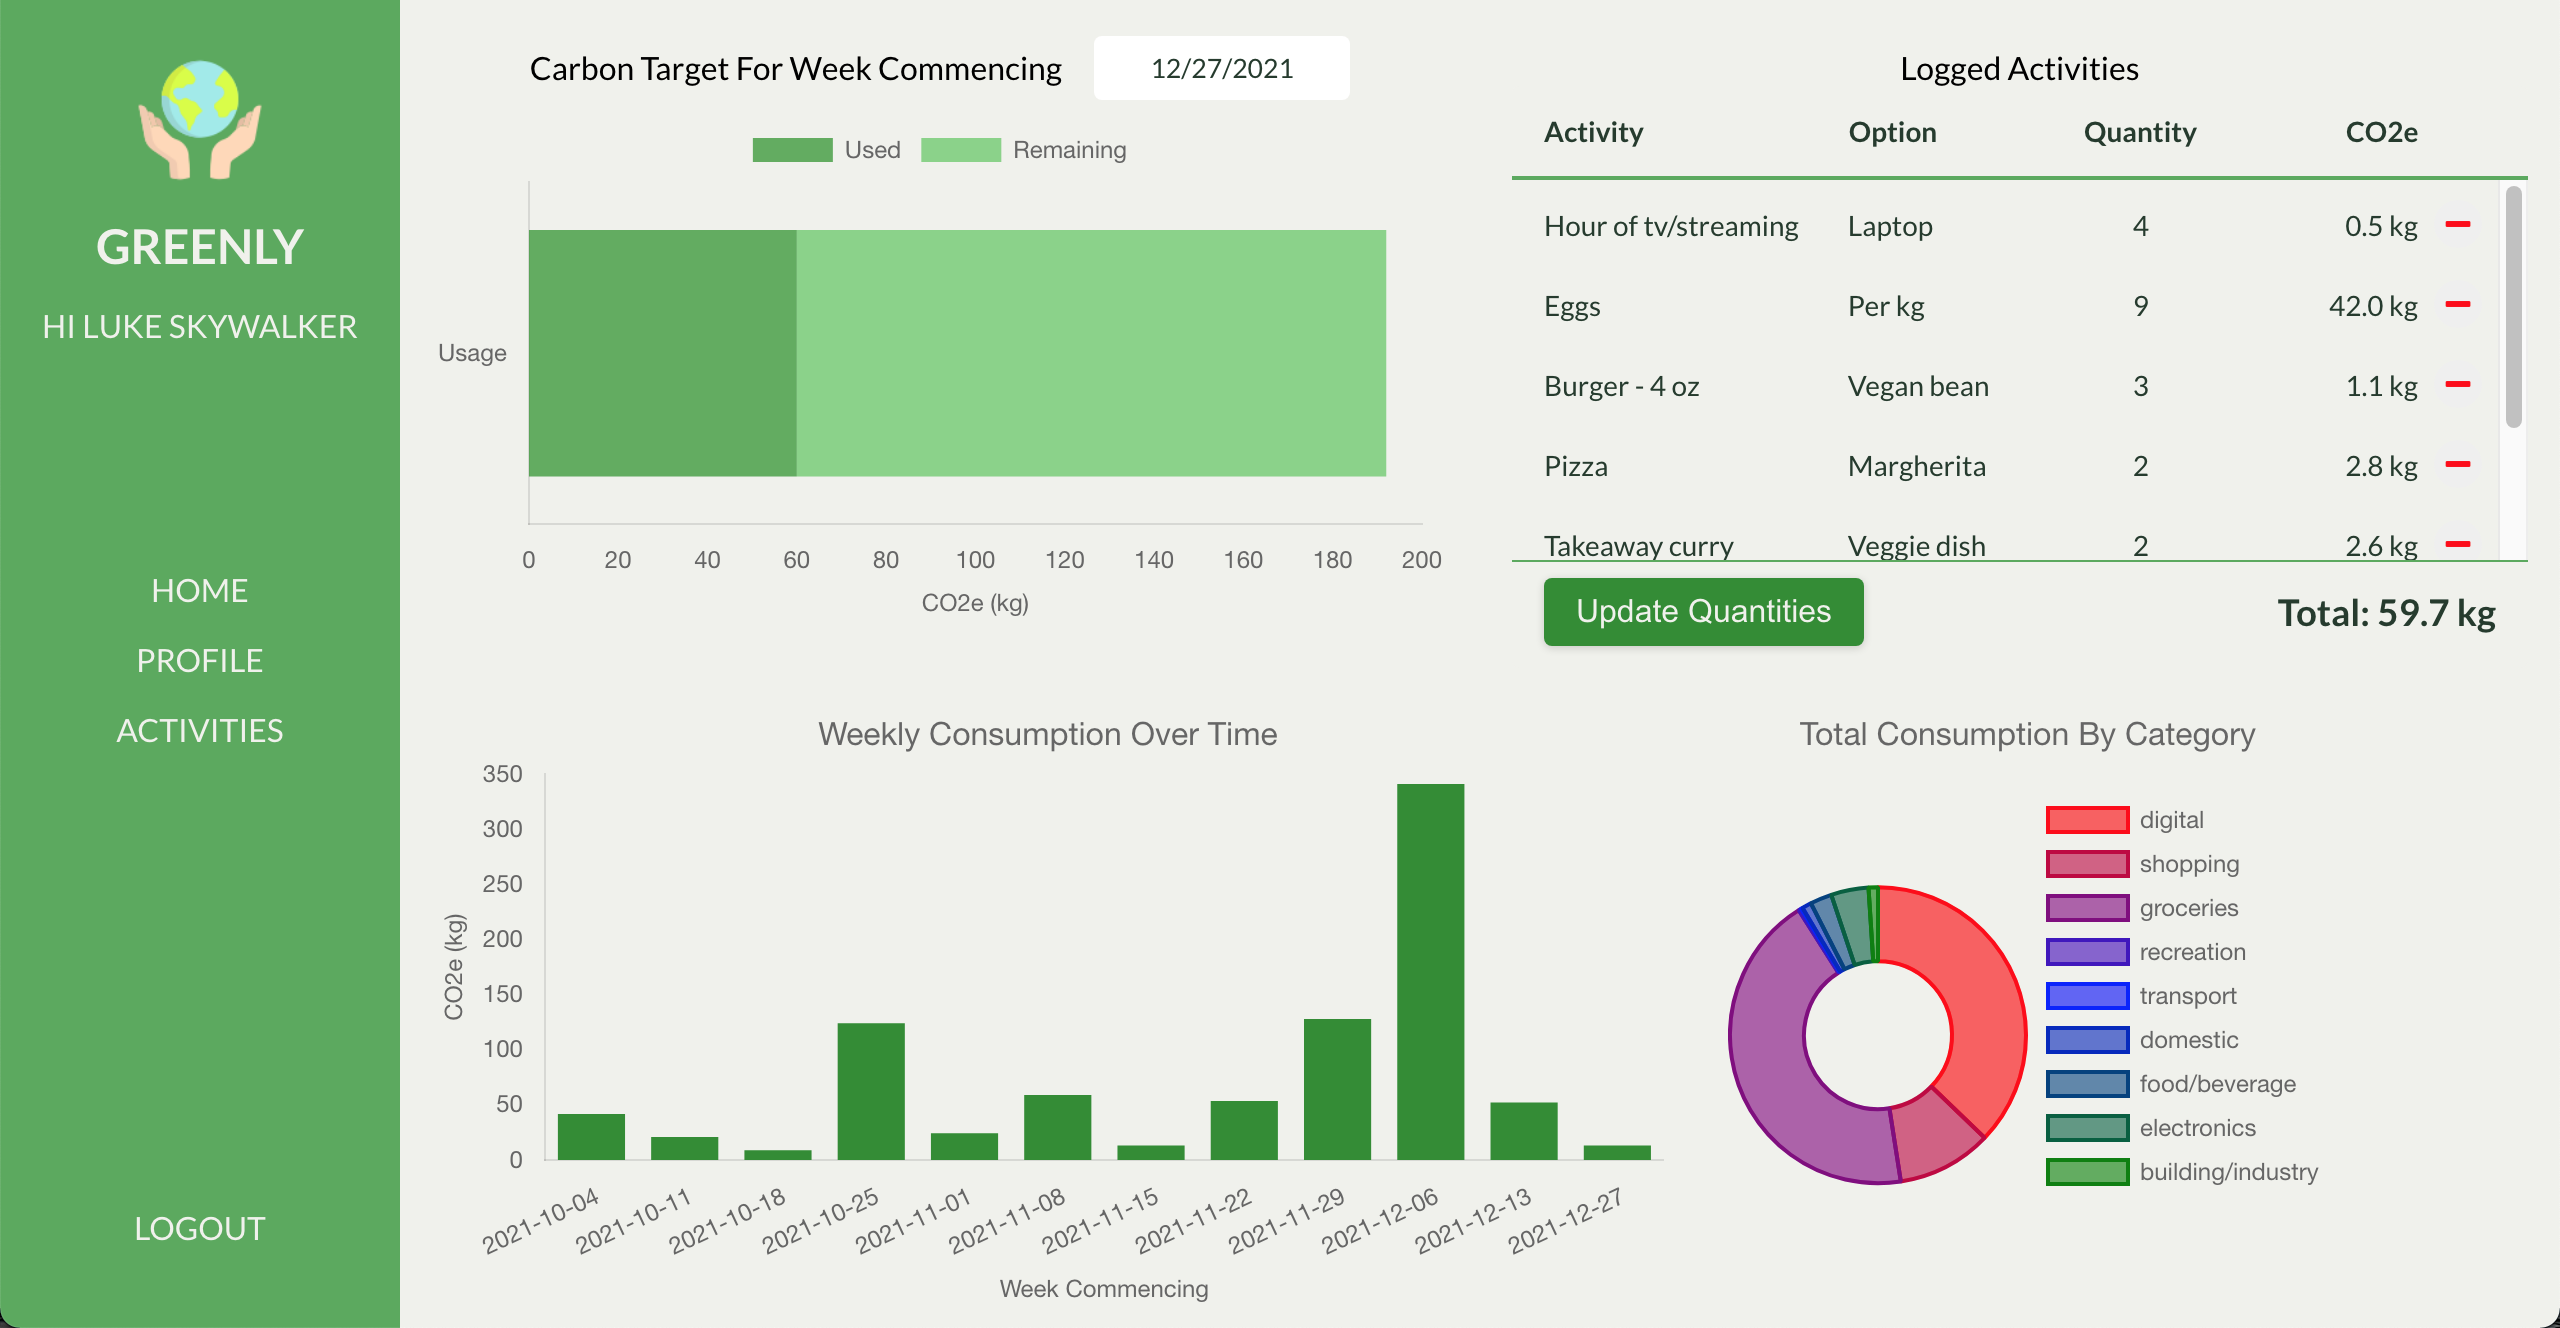 GREENLY
HI LUKE SKYWALKER
HOME
PROFILE
ACTIVITIES
LOGOUT
Carbon Target For Week Commencing 12/27/2021
Used Remaining
Usage
0 20 40 60 80 100 120 140 160 180 200
CO2e (kg)
Logged Activities
Activity Option Quantity CO2e
Hour of tv/streaming Laptop 4 0.5 kg
Eggs Per kg 9 42.0 kg
Burger - 4 oz Vegan bean 3 1.1 kg
Pizza Margherita 2 2.8 kg
Takeaway curry Veggie dish 2 2.6 kg
Update Quantities Total: 59.7 kg
Weekly Consumption Over Time
350
300
250
200
150
100
50
0
CO2e (kg)
2021-10-04 2021-10-11 2021-10-18 2021-10-25 2021-11-01 2021-11-08 2021-11-15 2021-11-22 2021-11-29 2021-12-06 2021-12-13 2021-12-27
Week Commencing
Total Consumption By Category
digital
shopping
groceries
recreation
transport
domestic
food/beverage
electronics
building/industry